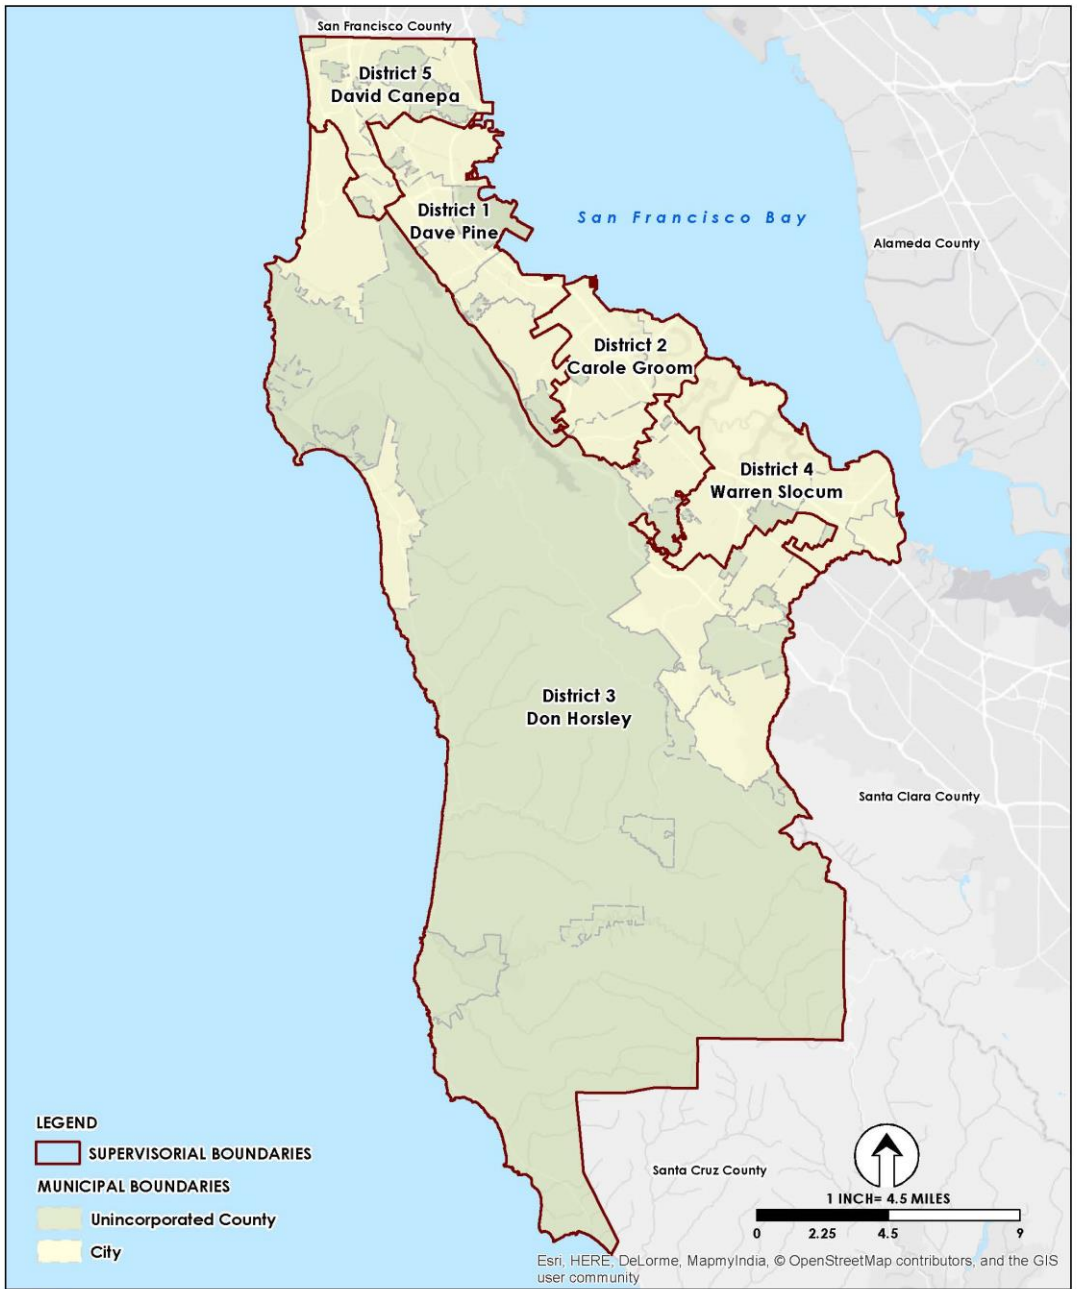 San Francisco County
District 5
David Canepa
District 1
Dave Pine
San Francisco Bay
Alameda County
District 2
Carole Groom
District 4
Warren Slocum
District 3
Don Horsley
Santa Clara County
LEGEND
SUPERVISORIAL BOUNDARIES
MUNICIPAL BOUNDARIES
Unincorporated County
City
Santa Cruz County
1 INCH= 4.5 MILES
0 2.25 4.5 9
Esri, HERE, DeLorme, MapmyIndia, © OpenStreetMap contributors, and the GIS
user community